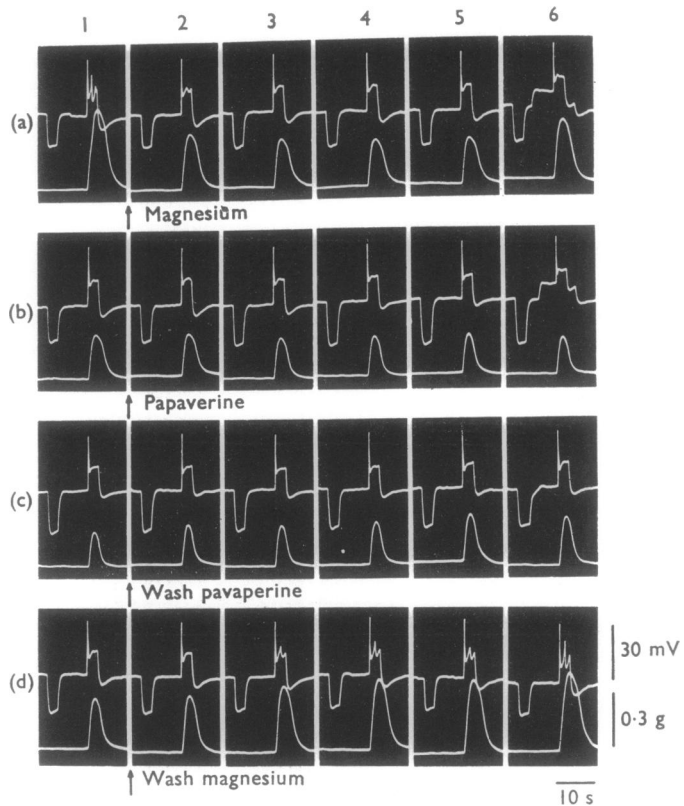 1 2 3 4 5 6
(a)
Magnesium
(b)
Papaverine
(c)
Wash pavaperine
(d)
30 mV
0·3 g
Wash magnesium
10 s